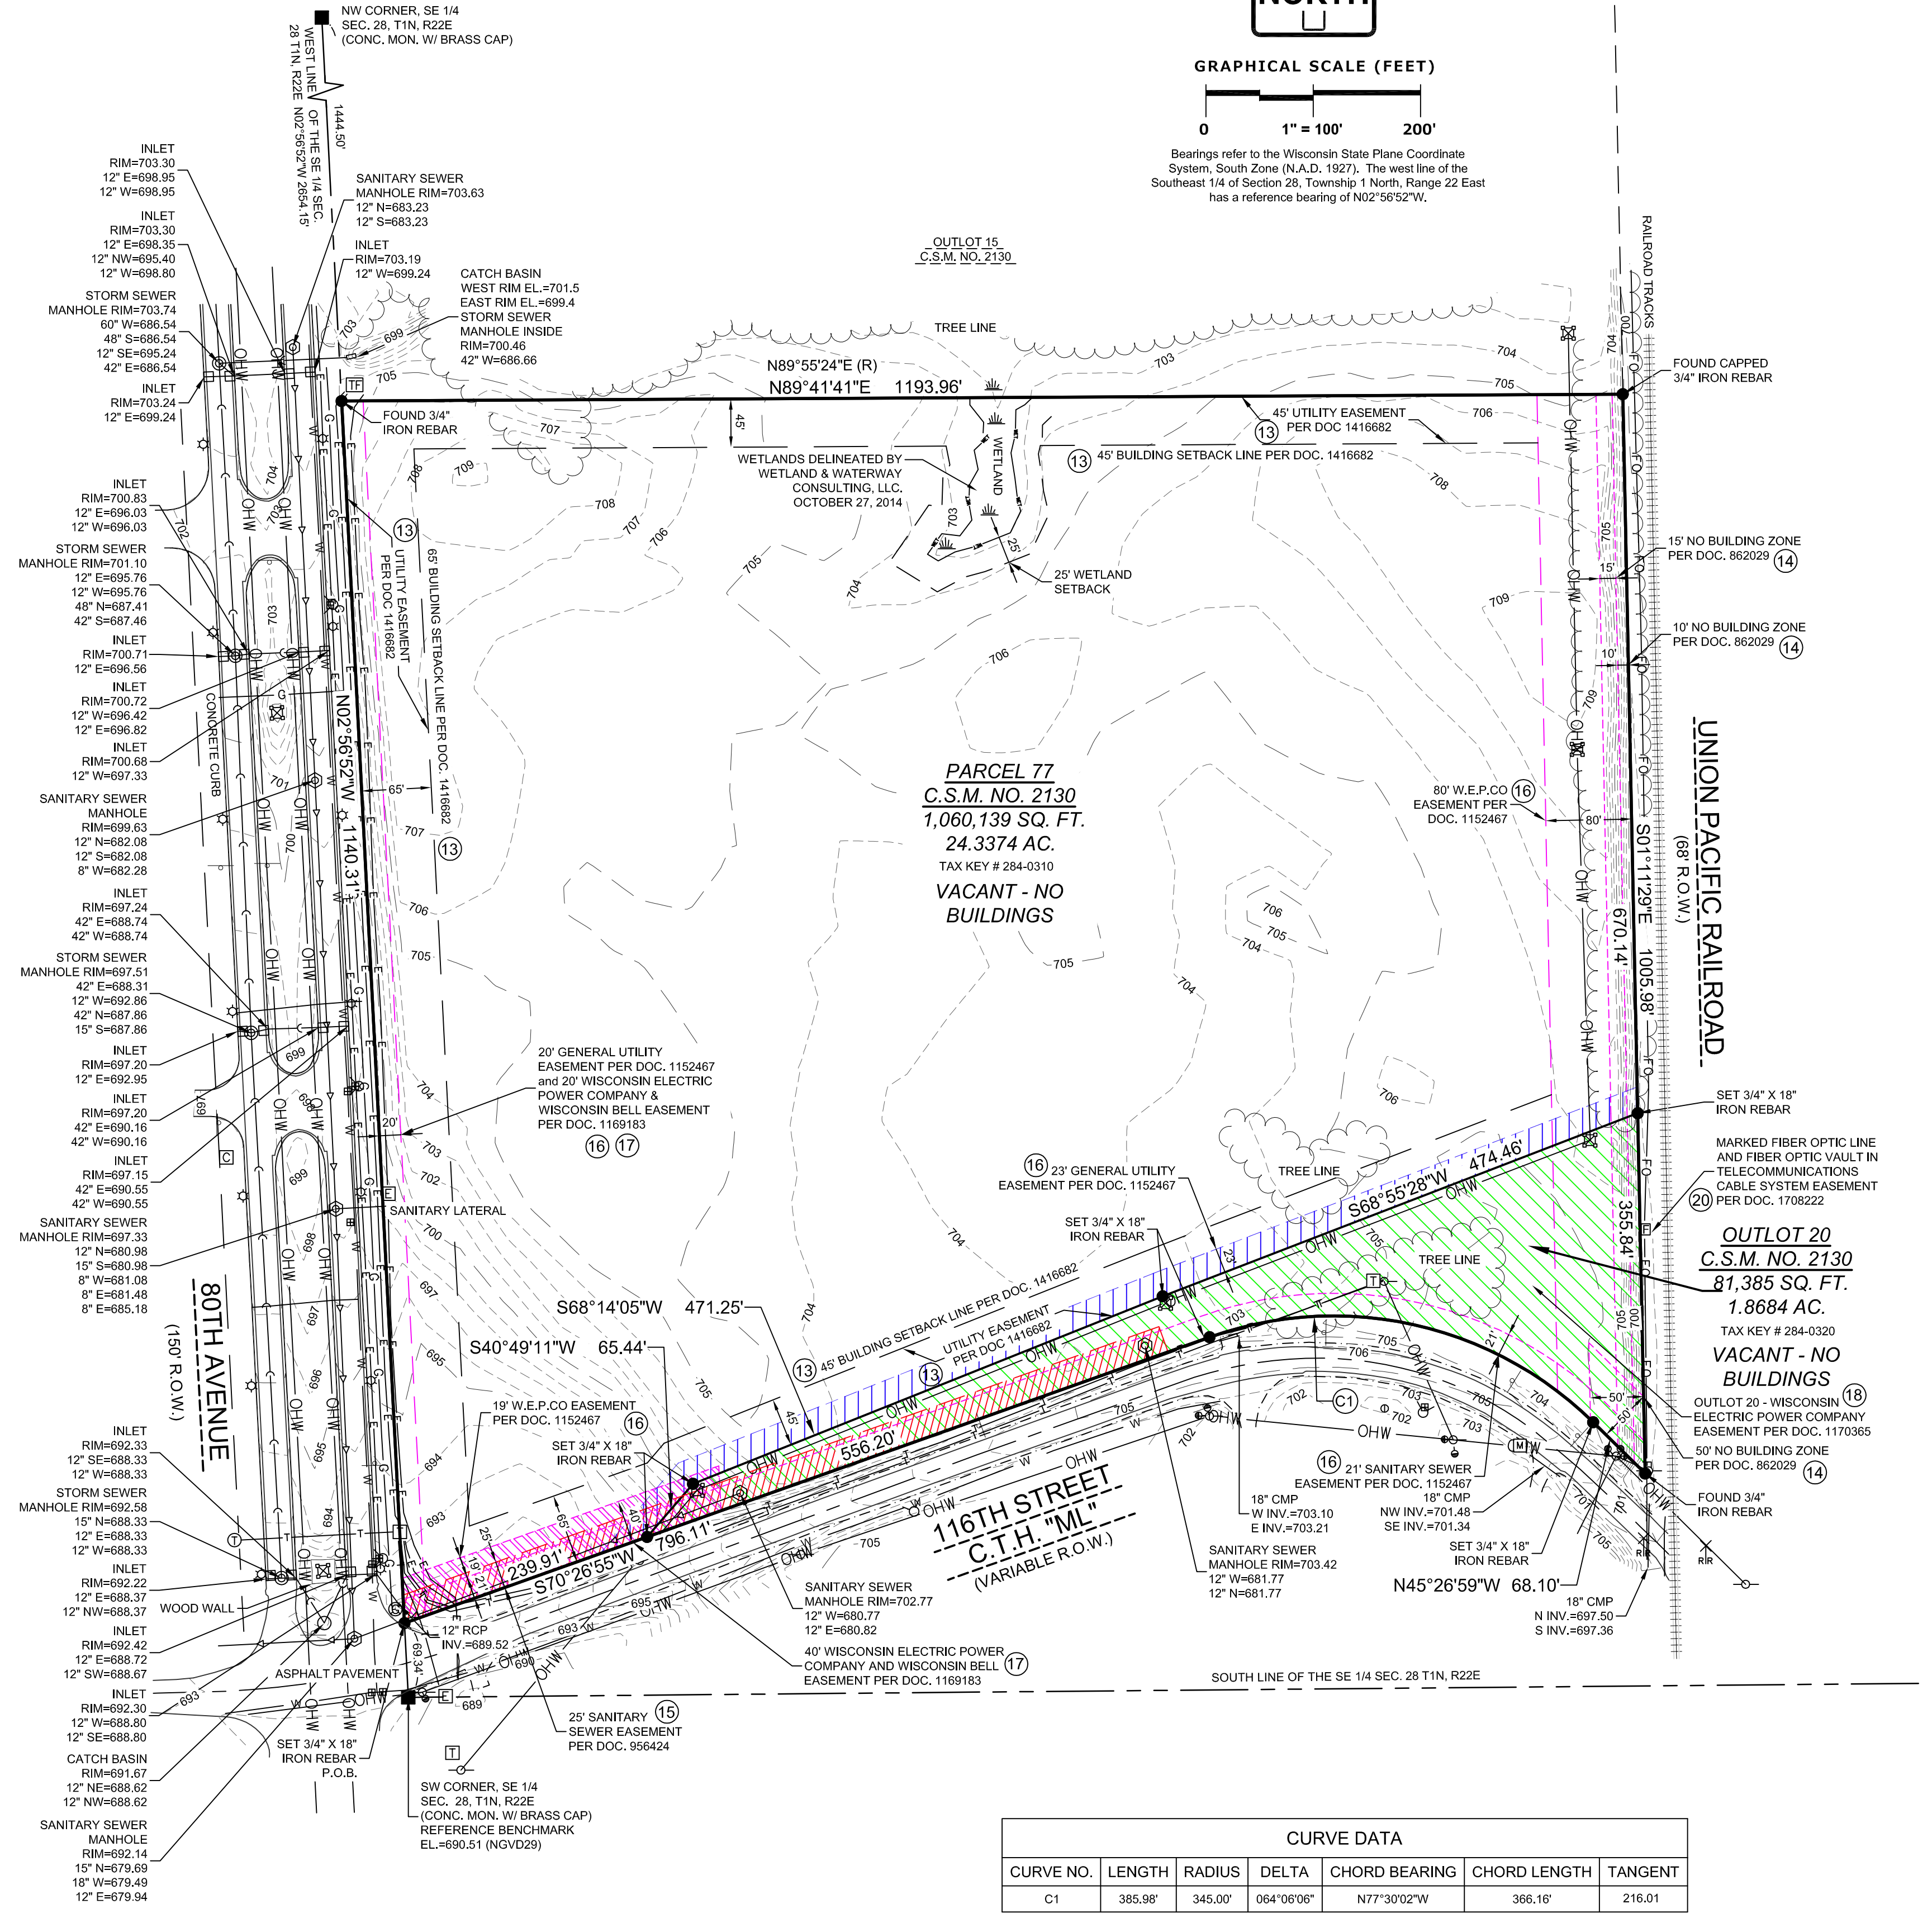 NW CORNER, SE 1/4
SEC. 28, T1N, R22E
(CONC. MON. W/ BRASS CAP)
WEST LINE OF THE SE 1/4 SEC.
28 T1N, R22E N02°56'52"W 2654.15'
1444.50'
NORTH
GRAPHICAL SCALE (FEET)
0 1" = 100' 200'
Bearings refer to the Wisconsin State Plane Coordinate
System, South Zone (N.A.D. 1927). The west line of the
Southeast 1/4 of Section 28, Township 1 North, Range 22 East
has a reference bearing of N02°56'52"W.
INLET
RIM=703.30
12" E=698.95
12" W=698.95
INLET
RIM=703.30
12" E=698.35
12" NW=695.40
12" W=698.80
STORM SEWER
MANHOLE RIM=703.74
60" W=686.54
48" S=686.54
12" SE=695.24
42" E=686.54
INLET
RIM=703.24
12" E=699.24
SANITARY SEWER
MANHOLE RIM=703.63
12" N=683.23
12" S=683.23
INLET
RIM=703.19
12" W=699.24
CATCH BASIN
WEST RIM EL.=701.5
EAST RIM EL.=699.4
STORM SEWER
MANHOLE INSIDE
RIM=700.46
42" W=686.66
OUTLOT 15
C.S.M. NO. 2130
TREE LINE
N89°55'24"E (R)
N89°41'41"E 1193.96'
FOUND 3/4"
IRON REBAR
RAILROAD TRACKS
FOUND CAPPED
3/4" IRON REBAR
45' UTILITY EASEMENT
PER DOC 1416682
13
13 45' BUILDING SETBACK LINE PER DOC. 1416682
45'
WETLANDS DELINEATED BY
WETLAND & WATERWAY
CONSULTING, LLC.
OCTOBER 27, 2014
WETLAND
25'
25' WETLAND
SETBACK
INLET
RIM=700.83
12" E=696.03
12" W=696.03
STORM SEWER
MANHOLE RIM=701.10
12" E=695.76
12" W=695.76
48" N=687.41
42" S=687.46
INLET
RIM=700.71
12" E=696.56
INLET
RIM=700.72
12" W=696.42
12" E=696.82
INLET
RIM=700.68
12" W=697.33
SANITARY SEWER
MANHOLE
RIM=699.63
12" N=682.08
12" S=682.08
8" W=682.28
INLET
RIM=697.24
42" E=688.74
42" W=688.74
STORM SEWER
MANHOLE RIM=697.51
42" E=688.31
12" W=692.86
42" N=687.86
15" S=687.86
INLET
RIM=697.20
12" E=692.95
INLET
RIM=697.20
42" E=690.16
42" W=690.16
INLET
RIM=697.15
42" E=690.55
42" W=690.55
SANITARY SEWER
MANHOLE RIM=697.33
12" N=680.98
15" S=680.98
8" W=681.08
8" E=681.48
8" E=685.18
CONCRETE CURB
13
UTILITY EASEMENT
PER DOC 1416682
65' BUILDING SETBACK LINE PER DOC. 1416682
13
65'
N02°56'52"W 1140.31'
15' NO BUILDING ZONE
PER DOC. 862029 14
15'
10' NO BUILDING ZONE
PER DOC. 862029 14
10'
PARCEL 77
C.S.M. NO. 2130
1,060,139 SQ. FT.
24.3374 AC.
TAX KEY # 284-0310
VACANT - NO
BUILDINGS
80' W.E.P.CO 16
EASEMENT PER
DOC. 1152467
80'
S01°11'29"E 1005.98'
670.14'
355.84'
UNION PACIFIC RAILROAD
(68' R.O.W.)
20' GENERAL UTILITY
EASEMENT PER DOC. 1152467
and 20' WISCONSIN ELECTRIC
POWER COMPANY &
WISCONSIN BELL EASEMENT
PER DOC. 1169183
16 17
20'
SANITARY LATERAL
80TH AVENUE
(150' R.O.W.)
SET 3/4" X 18"
IRON REBAR
MARKED FIBER OPTIC LINE
AND FIBER OPTIC VAULT IN
TELECOMMUNICATIONS
CABLE SYSTEM EASEMENT
20 PER DOC. 1708222
OUTLOT 20
C.S.M. NO. 2130
81,385 SQ. FT.
1.8684 AC.
TAX KEY # 284-0320
VACANT - NO
BUILDINGS
OUTLOT 20 - WISCONSIN 18
ELECTRIC POWER COMPANY
EASEMENT PER DOC. 1170365
50' NO BUILDING ZONE
PER DOC. 862029 14
50'
FOUND 3/4"
IRON REBAR
16 23' GENERAL UTILITY
EASEMENT PER DOC. 1152467
23'
TREE LINE
S68°55'28"W 474.46'
SET 3/4" X 18"
IRON REBAR
TREE LINE
S68°14'05"W 471.25'
S40°49'11"W 65.44'
13 45' BUILDING SETBACK LINE PER DOC. 1416682
13 UTILITY EASEMENT
PER DOC 1416682
45'
19' W.E.P.CO EASEMENT
PER DOC. 1152467
16
SET 3/4" X 18"
IRON REBAR
65'
40'
25'
19'
21'
239.91'
556.20'
S70°26'55"W 796.11'
C1
21'
16 21' SANITARY SEWER
EASEMENT PER DOC. 1152467
18" CMP
W INV.=703.10
E INV.=703.21
18" CMP
NW INV.=701.48
SE INV.=701.34
SANITARY SEWER
MANHOLE RIM=703.42
12" W=681.77
12" N=681.77
SET 3/4" X 18"
IRON REBAR
N45°26'59"W 68.10'
18" CMP
N INV.=697.50
S INV.=697.36
116TH STREET
C.T.H. "ML"
(VARIABLE R.O.W.)
SANITARY SEWER
MANHOLE RIM=702.77
12" W=680.77
12" E=680.82
40' WISCONSIN ELECTRIC POWER
COMPANY AND WISCONSIN BELL 17
EASEMENT PER DOC. 1169183
SOUTH LINE OF THE SE 1/4 SEC. 28 T1N, R22E
INLET
RIM=692.33
12" SE=688.33
12" W=688.33
STORM SEWER
MANHOLE RIM=692.58
15" N=688.33
12" E=688.33
12" W=688.33
INLET
RIM=692.22
12" E=688.37
12" NW=688.37
WOOD WALL
INLET
RIM=692.42
12" E=688.72
12" SW=688.67
INLET
RIM=692.30
12" W=688.80
12" SE=688.80
CATCH BASIN
RIM=691.67
12" NE=688.62
12" NW=688.62
SANITARY SEWER
MANHOLE
RIM=692.14
15" N=679.69
18" W=679.49
12" E=679.94
ASPHALT PAVEMENT
12" RCP
INV.=689.52
69.34'
SET 3/4" X 18"
IRON REBAR
P.O.B.
25' SANITARY 15
SEWER EASEMENT
PER DOC. 956424
SW CORNER, SE 1/4
SEC. 28, T1N, R22E
(CONC. MON. W/ BRASS CAP)
REFERENCE BENCHMARK
EL.=690.51 (NGVD29)
CURVE DATA
CURVE NO. LENGTH RADIUS DELTA CHORD BEARING CHORD LENGTH TANGENT
C1 385.98' 345.00' 064°06'06" N77°30'02"W 366.16' 216.01